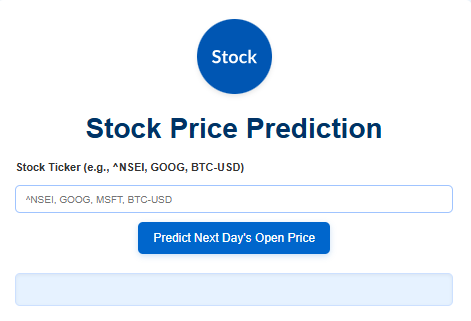 Stock
Stock Price Prediction
Stock Ticker (e.g., ^NSEI, GOOG, BTC-USD)
^NSEI, GOOG, MSFT, BTC-USD
Predict Next Day's Open Price